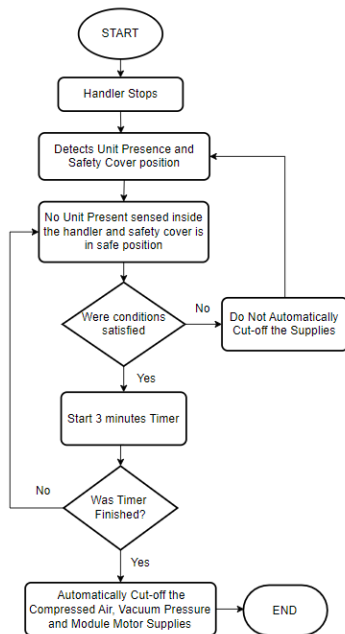 START
Handler Stops
Detects Unit Presence and
Safety Cover position
No Unit Present sensed inside
the handler and safety cover is
in safe position
Were conditions
satisfied
No
Do Not Automatically
Cut-off the Supplies
Yes
Start 3 minutes Timer
Was Timer
Finished?
No
Yes
Automatically Cut-off the
Compressed Air, Vacuum Pressure
and Module Motor Supplies
END